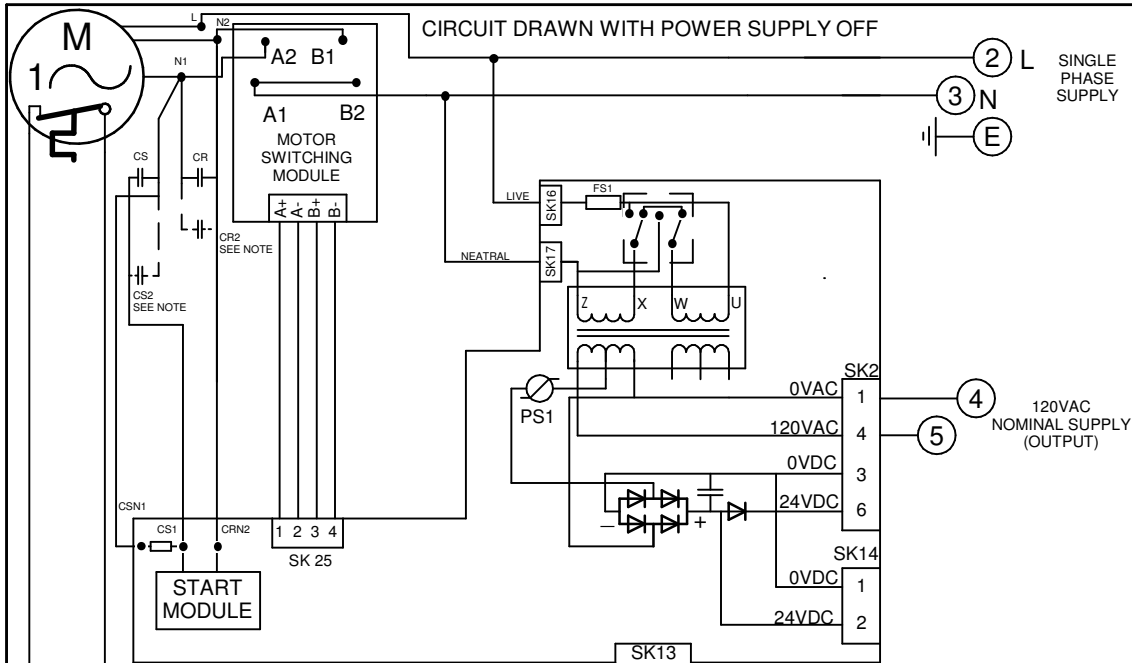 CIRCUIT DRAWN WITH POWER SUPPLY OFF
M
1
L
N2
N1
A2 B1
A1 B2
MOTOR
SWITCHING
MODULE
A+ A- B+ B-
2 L
3 N
E
SINGLE
PHASE
SUPPLY
CS
CR
CR2
SEE NOTE
CS2
SEE NOTE
LIVE
SK16
FS1
NEATRAL
SK17
Z X W U
PS1
SK2
0VAC 1
120VAC 4
0VDC 3
24VDC 6
4
5
120VAC
NOMINAL SUPPLY
(OUTPUT)
– +
SK14
0VDC 1
24VDC 2
CSN1
CS1
CRN2
1 2 3 4
SK 25
START
MODULE
SK13